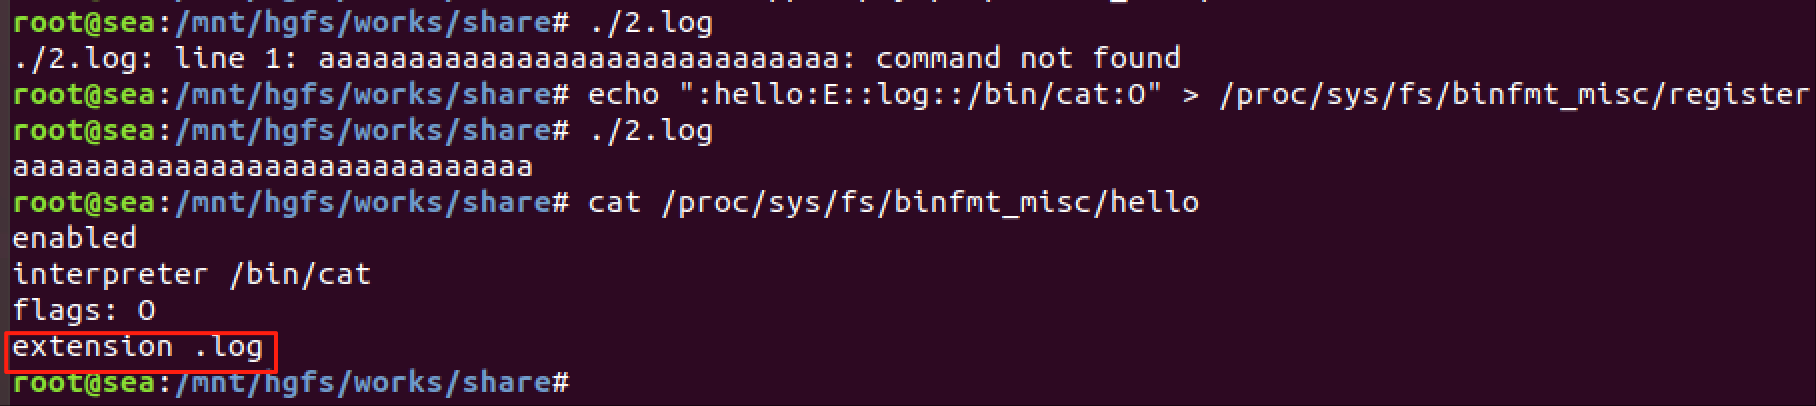 root@sea:/mnt/hgfs/works/share# ./2.log
./2.log: line 1: aaaaaaaaaaaaaaaaaaaaaaaaaaaaa: command not found
root@sea:/mnt/hgfs/works/share# echo ":hello:E::log::/bin/cat:O" > /proc/sys/fs/binfmt_misc/register
root@sea:/mnt/hgfs/works/share# ./2.log
aaaaaaaaaaaaaaaaaaaaaaaaaaaaa
root@sea:/mnt/hgfs/works/share# cat /proc/sys/fs/binfmt_misc/hello
enabled
interpreter /bin/cat
flags: O
extension .log
root@sea:/mnt/hgfs/works/share#